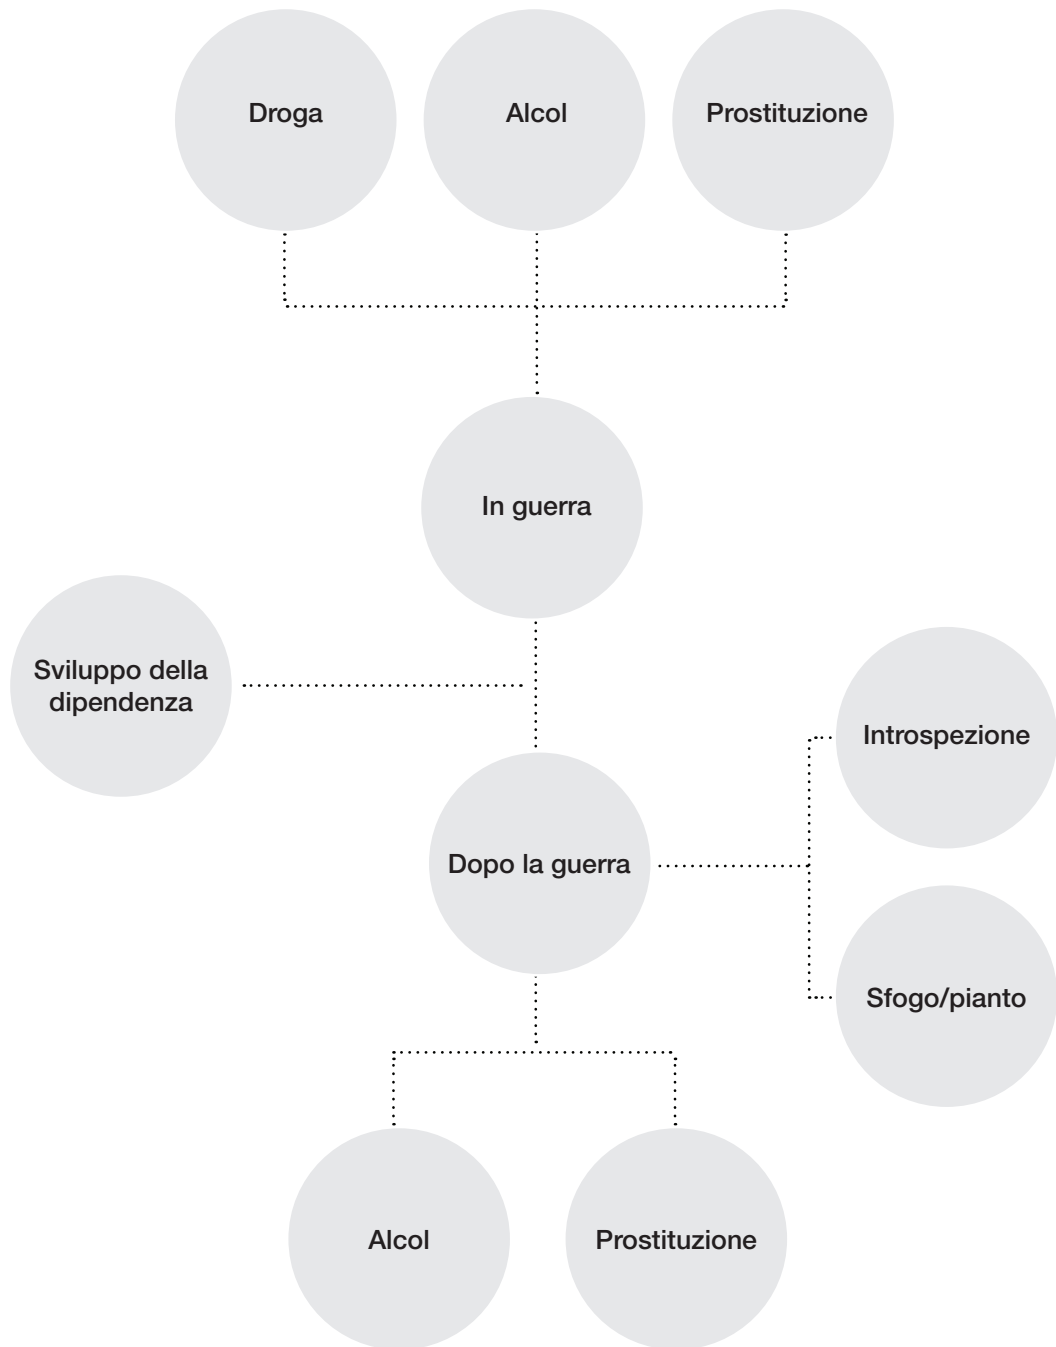 Droga
Alcol
Prostituzione
In guerra
Sviluppo della
dipendenza
Introspezione
Dopo la guerra
Sfogo/pianto
Alcol
Prostituzione